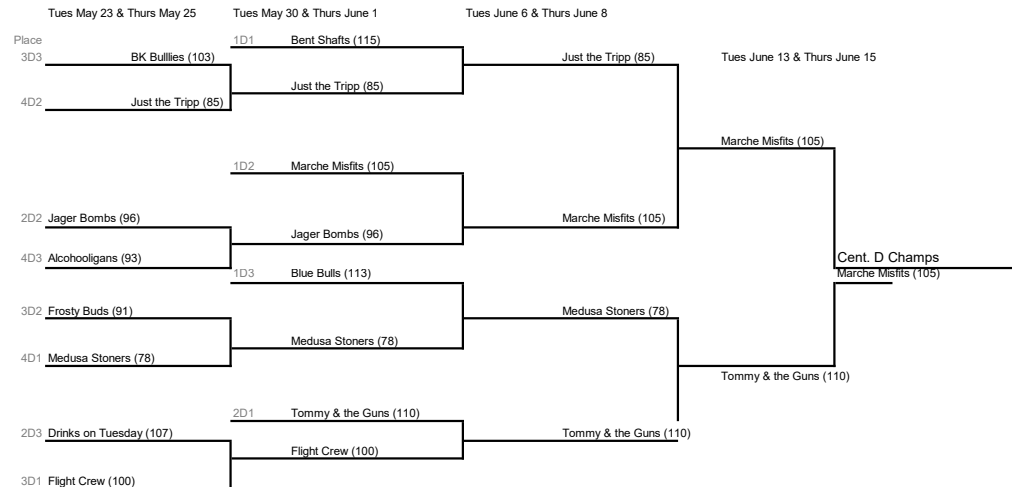 Tues May 23 & Thurs May 25 Tues May 30 & Thurs June 1 Tues June 6 & Thurs June 8
Place
1D1 Bent Shafts (115)
3D3 BK Bulllies (103) Just the Tripp (85) Tues June 13 & Thurs June 15
Just the Tripp (85)
4D2 Just the Tripp (85)
Marche Misfits (105)
1D2 Marche Misfits (105)
2D2 Jager Bombs (96) Marche Misfits (105)
Jager Bombs (96)
4D3 Alcohooligans (93) Cent. D Champs
1D3 Blue Bulls (113) Marche Misfits (105)
3D2 Frosty Buds (91) Medusa Stoners (78)
Medusa Stoners (78)
4D1 Medusa Stoners (78)
Tommy & the Guns (110)
2D1 Tommy & the Guns (110)
2D3 Drinks on Tuesday (107) Tommy & the Guns (110)
Flight Crew (100)
3D1 Flight Crew (100)